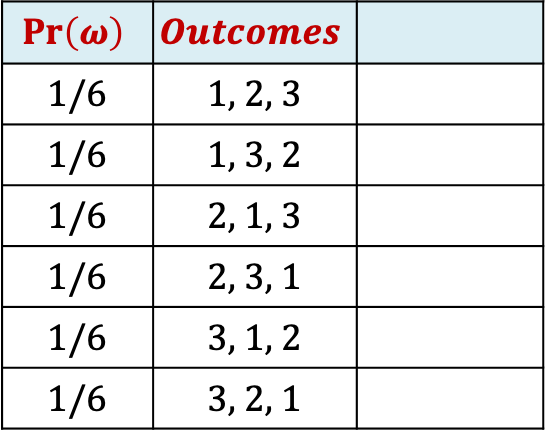 Pr(ω) Outcomes
1/6 1, 2, 3
1/6 1, 3, 2
1/6 2, 1, 3
1/6 2, 3, 1
1/6 3, 1, 2
1/6 3, 2, 1